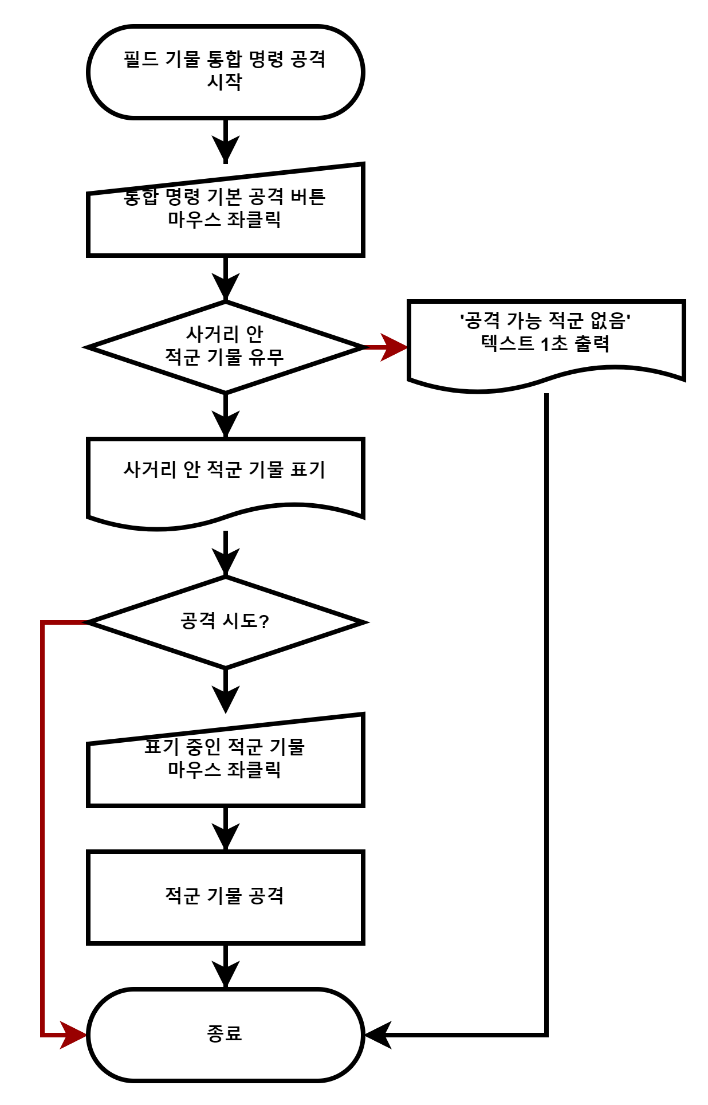 필드 기물 통합 명령 공격
시작
통합 명령 기본 공격 버튼
마우스 좌클릭
사거리 안
적군 기물 유무
'공격 가능 적군 없음'
텍스트 1초 출력
사거리 안 적군 기물 표기
공격 시도?
표기 중인 적군 기물
마우스 좌클릭
적군 기물 공격
종료